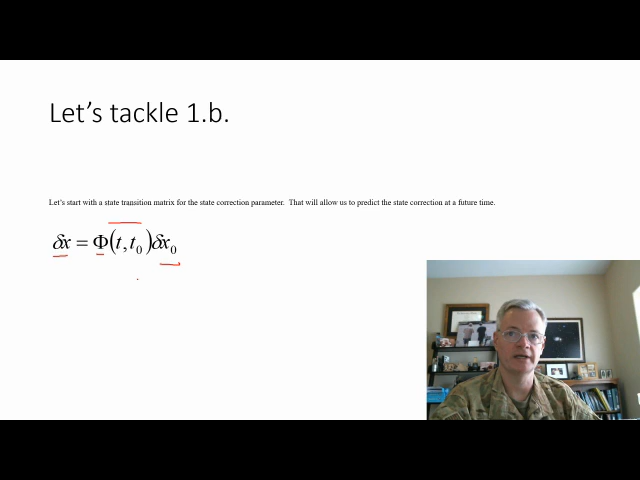 Let's tackle 1.b.
Let's start with a state transition matrix for the state correction parameter. That will allow us to predict the state correction at a future time.
δx = Φ(t, t₀)δx₀